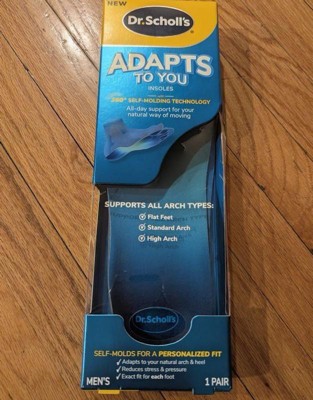 NEW
Dr.Scholl's
ADAPTS
TO YOU
INSOLES
SELF-MOLDING TECHNOLOGY
All-day support for your
natural way of moving
SUPPORTS ALL ARCH TYPES:
Flat Feet
Standard Arch
High Arch
Dr.Scholl's
SELF-MOLDS FOR A PERSONALIZED FIT
Adapts to your natural arch & heel
Reduces stress & pressure
Exact fit for each foot
MEN'S
1 PAIR